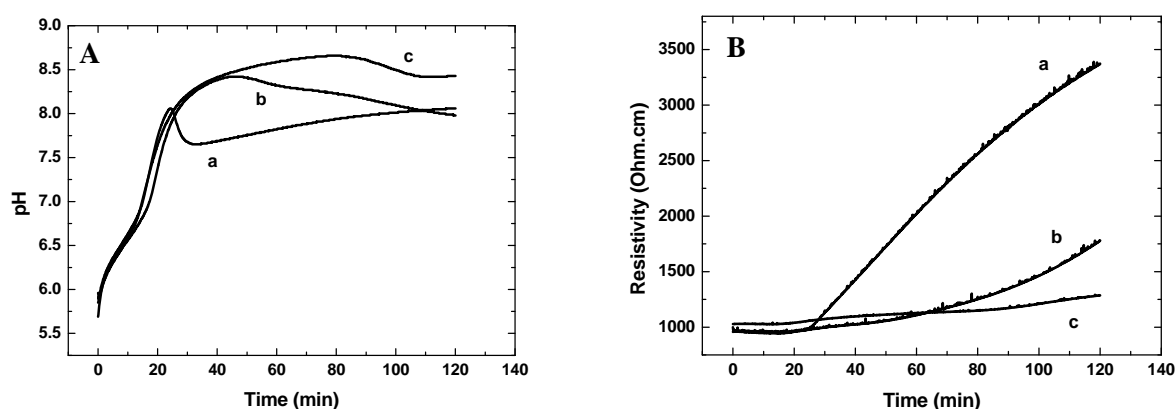 A
9.0
8.5
8.0
7.5
7.0
6.5
6.0
5.5
pH
c
b
a
0 20 40 60 80 100 120 140
Time (min)
B
3500
3000
2500
2000
1500
1000
Resistivity (Ohm.cm)
a
b
c
0 20 40 60 80 100 120 140
Time (min)